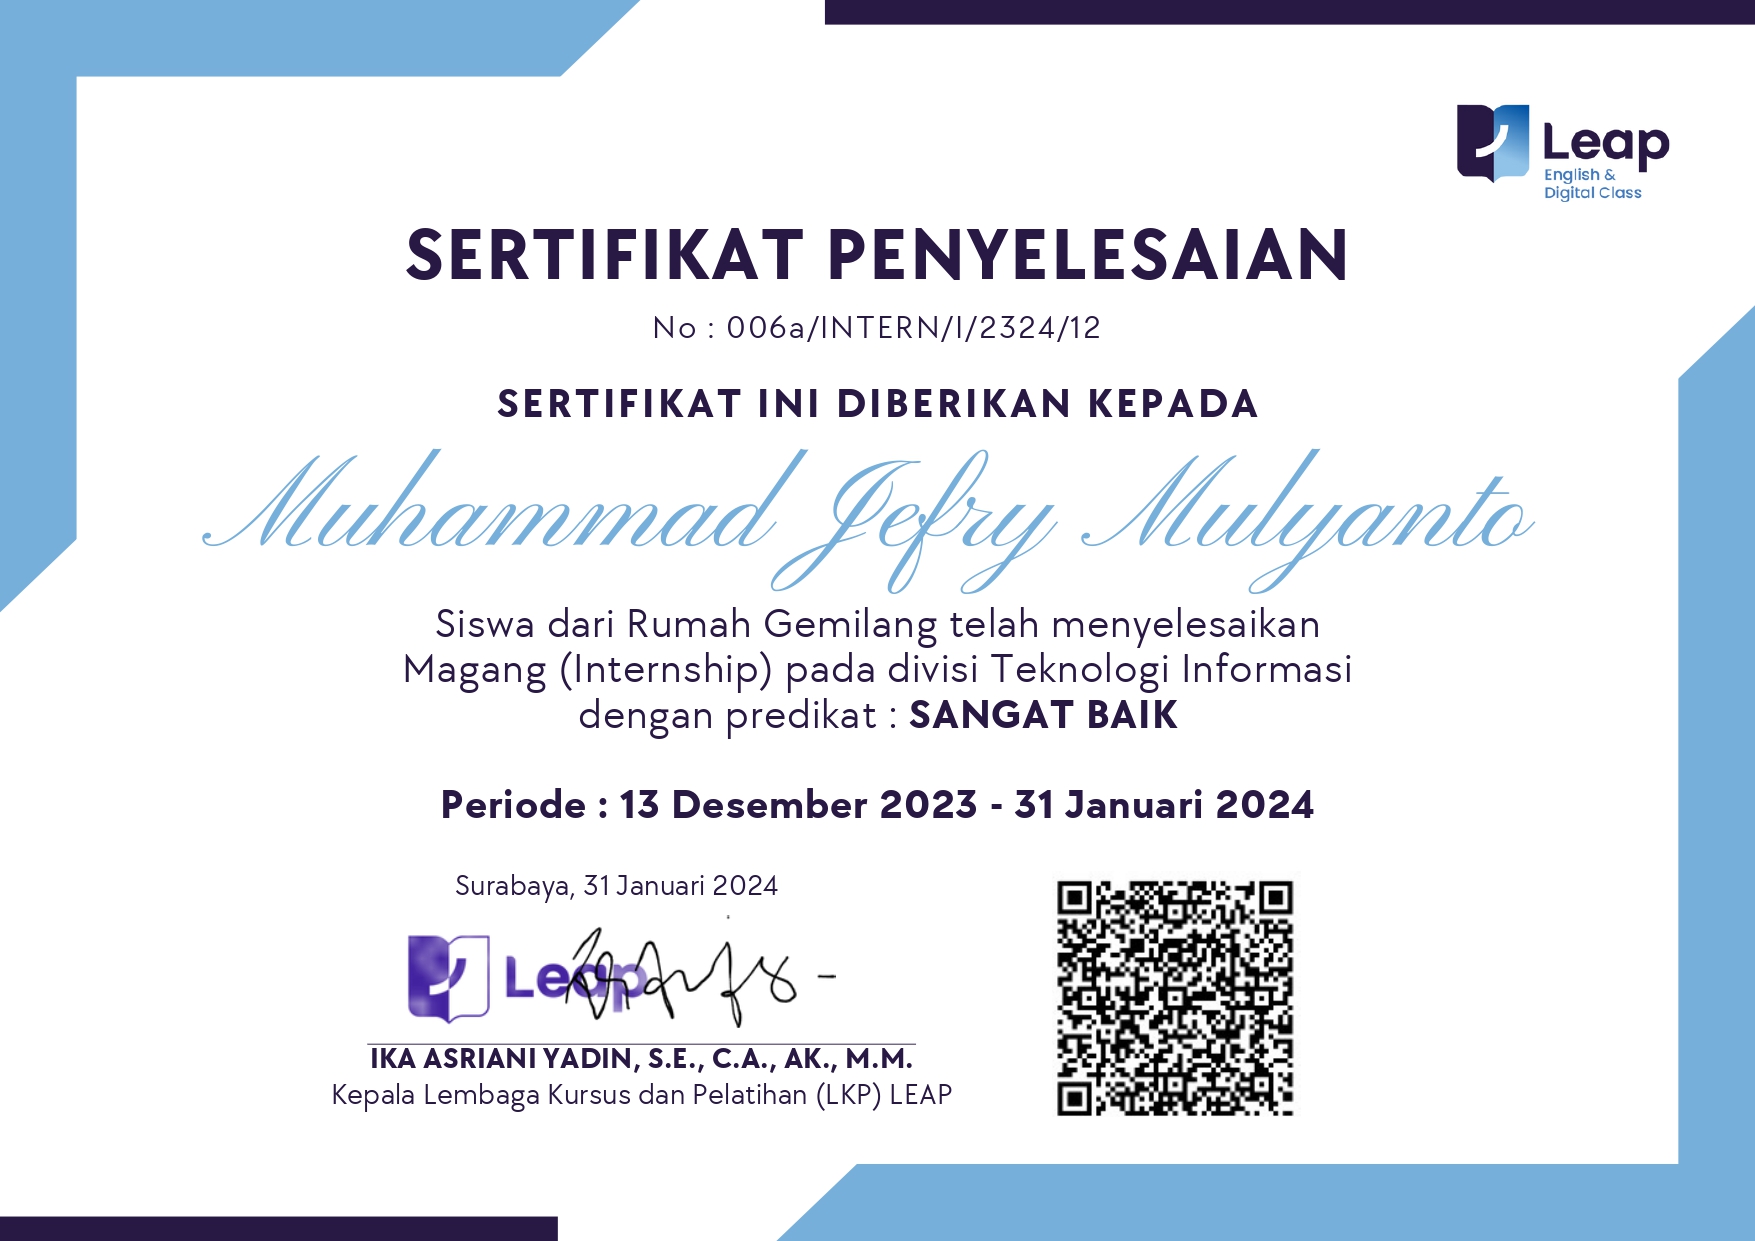 Leap
English &
Digital Class
SERTIFIKAT PENYELESAIAN
No : 006a/INTERN/I/2324/12
SERTIFIKAT INI DIBERIKAN KEPADA
Muhammad Jefry Mulyanto
Siswa dari Rumah Gemilang telah menyelesaikan
Magang (Internship) pada divisi Teknologi Informasi
dengan predikat : SANGAT BAIK
Periode : 13 Desember 2023 - 31 Januari 2024
Surabaya, 31 Januari 2024
Leap
IKA ASRIANI YADIN, S.E., C.A., AK., M.M.
Kepala Lembaga Kursus dan Pelatihan (LKP) LEAP